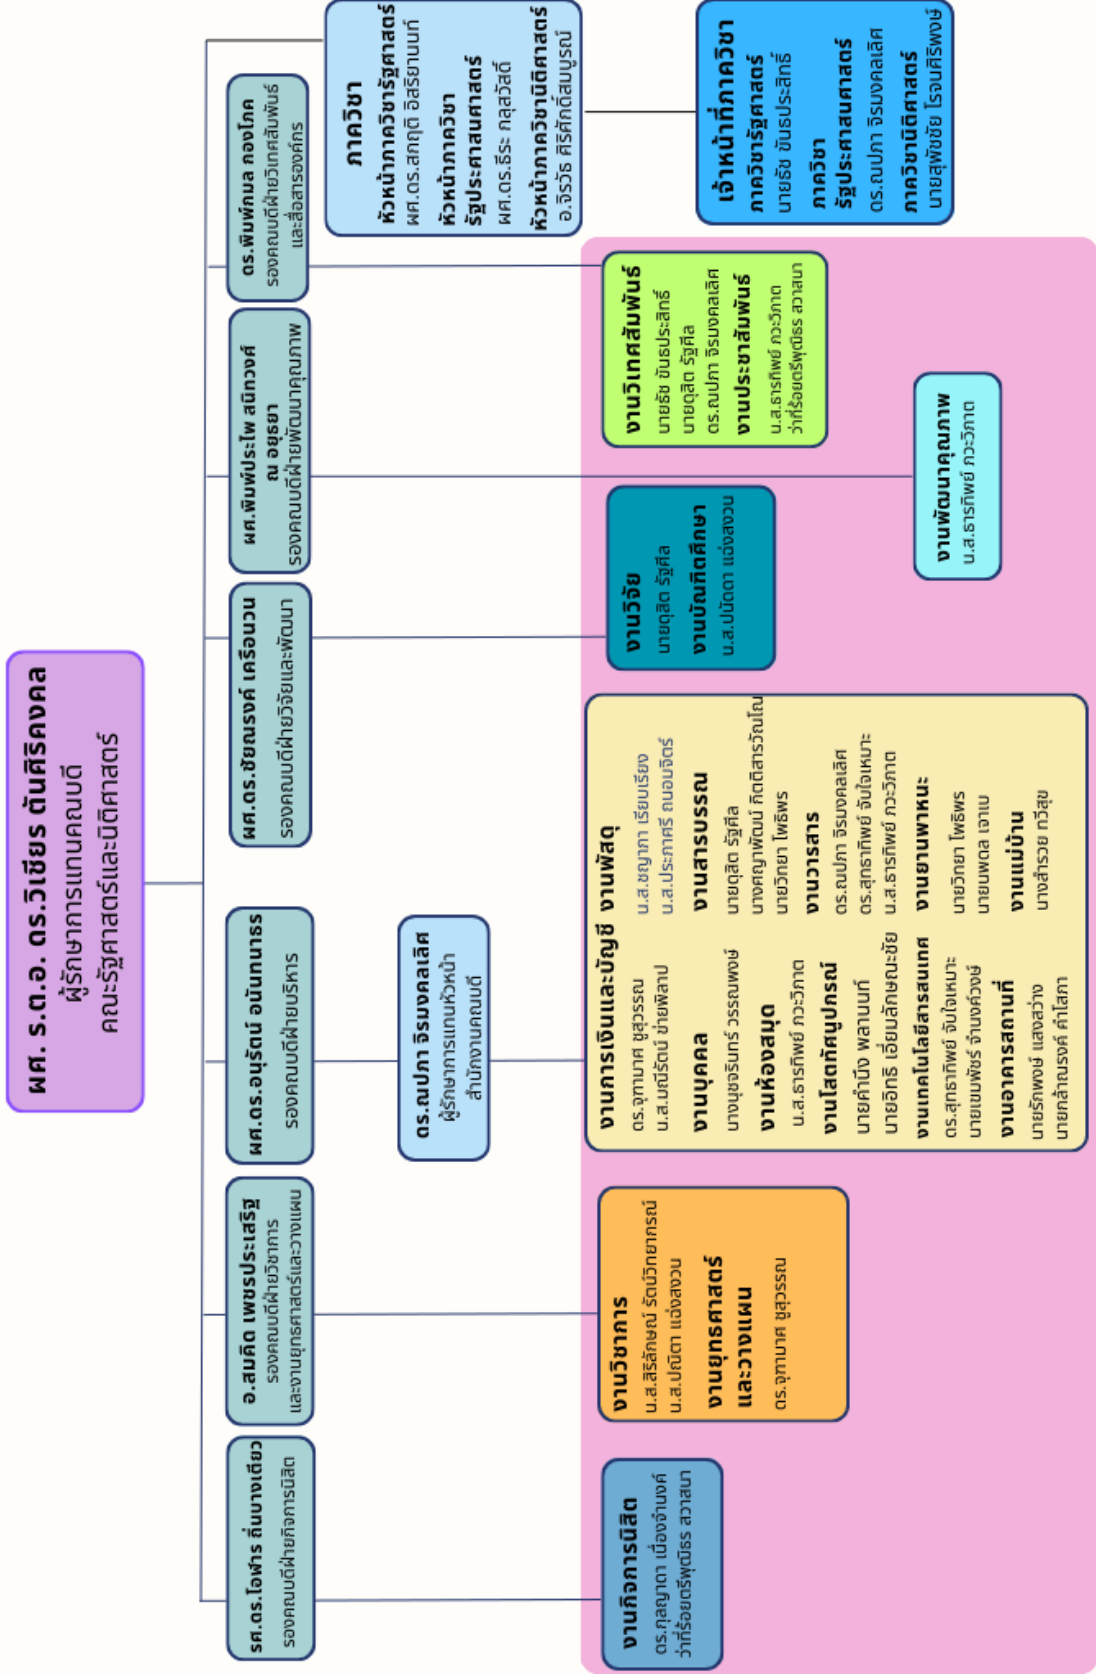 ผศ. ร.ต.อ. ดร.วิเชียร ตันศิริคงคล
ผู้รักษาการแทนคณบดี
คณะรัฐศาสตร์และนิติศาสตร์
รศ.ดร.โอฬาร ถิ่นบางเตียว
รองคณบดีฝ่ายกิจการนิสิต
อ.สมคิด เพชรประเสริฐ
รองคณบดีฝ่ายวิชาการ
และงานยุทธศาสตร์และวางแผน
ผศ.ดร.อนุรัตน์ อนันทนาธร
รองคณบดีฝ่ายบริหาร
ผศ.ดร.ชัยณรงค์ เครือนวน
รองคณบดีฝ่ายวิจัยและพัฒนา
ผศ.พิมพ์ประไพ สนิทวงศ์
ณ อยุธยา
รองคณบดีฝ่ายพัฒนาคุณภาพ
ดร.พิมพ์กมล กองโภค
รองคณบดีฝ่ายวิเทศสัมพันธ์
และสื่อสารองค์กร
ภาควิชา
หัวหน้าภาควิชารัฐศาสตร์
ผศ.ดร.สกฤติ อิสริยานนท์
หัวหน้าภาควิชา
รัฐประศาสนศาสตร์
ผศ.ดร.ธีระ กุลสวัสดิ์
หัวหน้าภาควิชานิติศาสตร์
อ.จิรวัธ ศิริศักดิ์สมบูรณ์
ดร.ณปภา จิรมงคลเลิศ
ผู้รักษาการแทนหัวหน้า
สำนักงานคณบดี
เจ้าหน้าที่ภาควิชา
ภาควิชารัฐศาสตร์
นายธัช ขันธประสิทธิ์
ภาควิชา
รัฐประศาสนศาสตร์
ดร.ณปภา จิรมงคลเลิศ
ภาควิชานิติศาสตร์
นายสุพัชชัย โรจนศิริพงษ์
งานกิจการนิสิต
ดร.กุลญาดา เนื่องจำนงค์
ว่าที่ร้อยตรีพุฒิธร สวาสนา
งานวิชาการ
น.ส.สิริลักษณ์ รัตน์วิทยากรณ์
น.ส.ปณิตา แฉ่งสงวน
งานยุทธศาสตร์
และวางแผน
ดร.จุฑามาศ ชูสุวรรณ
งานการเงินและบัญชี
ดร.จุฑามาศ ชูสุวรรณ
น.ส.มณีรัตน์ ข่ายพิลาป
งานบุคคล
นางนุชจรินทร์ วรรณพงษ์
งานห้องสมุด
น.ส.ธารทิพย์ ภวะวิภาต
งานโสตทัศนูปกรณ์
นายคำนึง พลานนท์
นายอิทธิ เอี่ยมลักษณะชัย
งานเทคโนโลยีสารสนเทศ
ดร.สุทธาทิพย์ จับใจเหมาะ
นายเขมพัชร์ จำนงค์วงษ์
งานอาคารสถานที่
นายรักพงษ์ แสงสว่าง
นายกล้าณรงค์ คำโสภา
งานพัสดุ
น.ส.ชญาภา เรียบเรียง
น.ส.ประภาศรี ถนอมจิตร์
งานสารบรรณ
นายดุสิต รัฐศีล
นางศญาพัฒน์ กิตติสารวัณโณ
นายวิทยา โพธิพร
งานวารสาร
ดร.ณปภา จิรมงคลเลิศ
ดร.สุทธาทิพย์ จับใจเหมาะ
น.ส.ธารทิพย์ ภวะวิภาต
งานยานพาหนะ
นายวิทยา โพธิพร
นายนพดล เจาเน
งานแม่บ้าน
นางสำรวย ทวีสุข
งานวิจัย
นายดุสิต รัฐศีล
งานบัณฑิตศึกษา
น.ส.ปนัดดา แฉ่งสงวน
งานวิเทศสัมพันธ์
นายธัช ขันธประสิทธิ์
นายดุสิต รัฐศีล
ดร.ณปภา จิรมงคลเลิศ
งานประชาสัมพันธ์
น.ส.ธารทิพย์ ภวะวิภาต
ว่าที่ร้อยตรีพุฒิธร สวาสนา
งานพัฒนาคุณภาพ
น.ส.ธารทิพย์ ภวะวิภาต